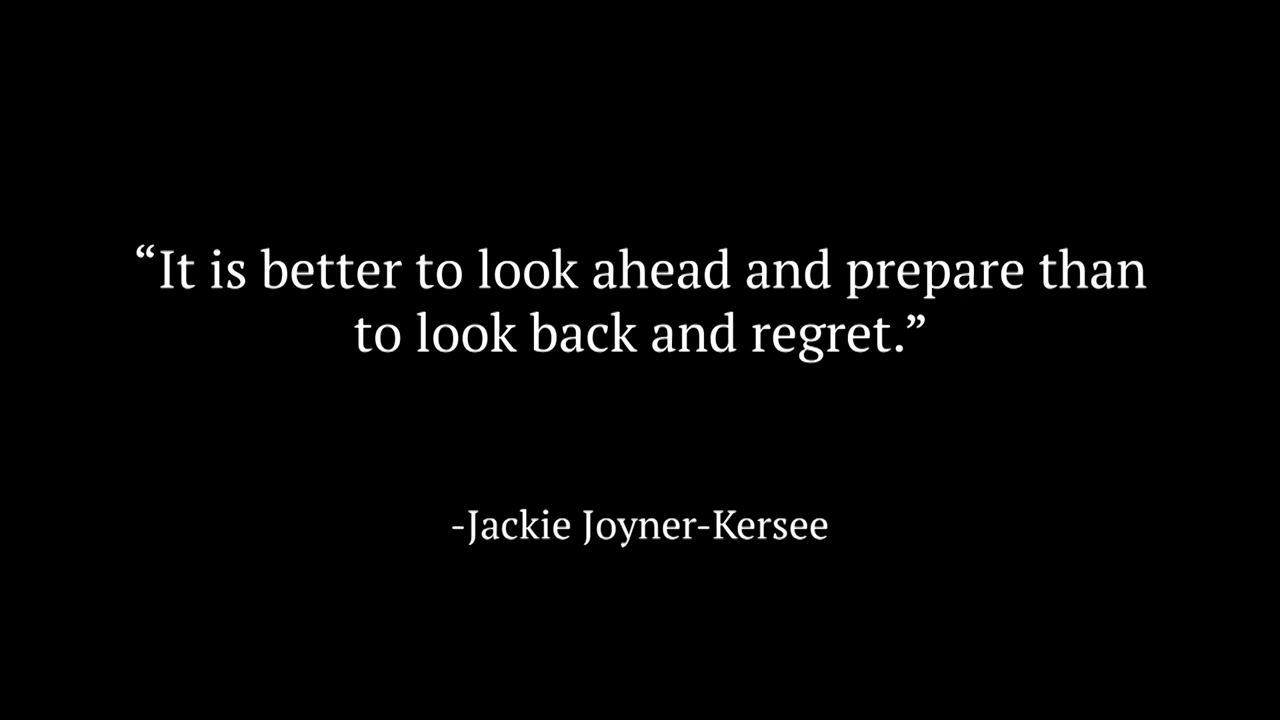 “It is better to look ahead and prepare than
to look back and regret.”
-Jackie Joyner-Kersee